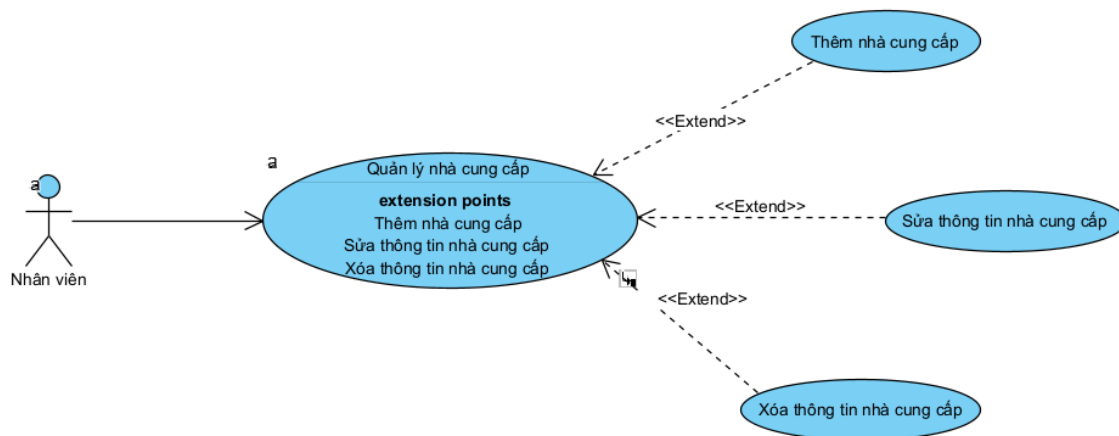 Thêm nhà cung cấp
<<Extend>>
a
Quản lý nhà cung cấp
a
extension points
Thêm nhà cung cấp
Sửa thông tin nhà cung cấp
Xóa thông tin nhà cung cấp
<<Extend>>
Sửa thông tin nhà cung cấp
Nhân viên
<<Extend>>
Xóa thông tin nhà cung cấp